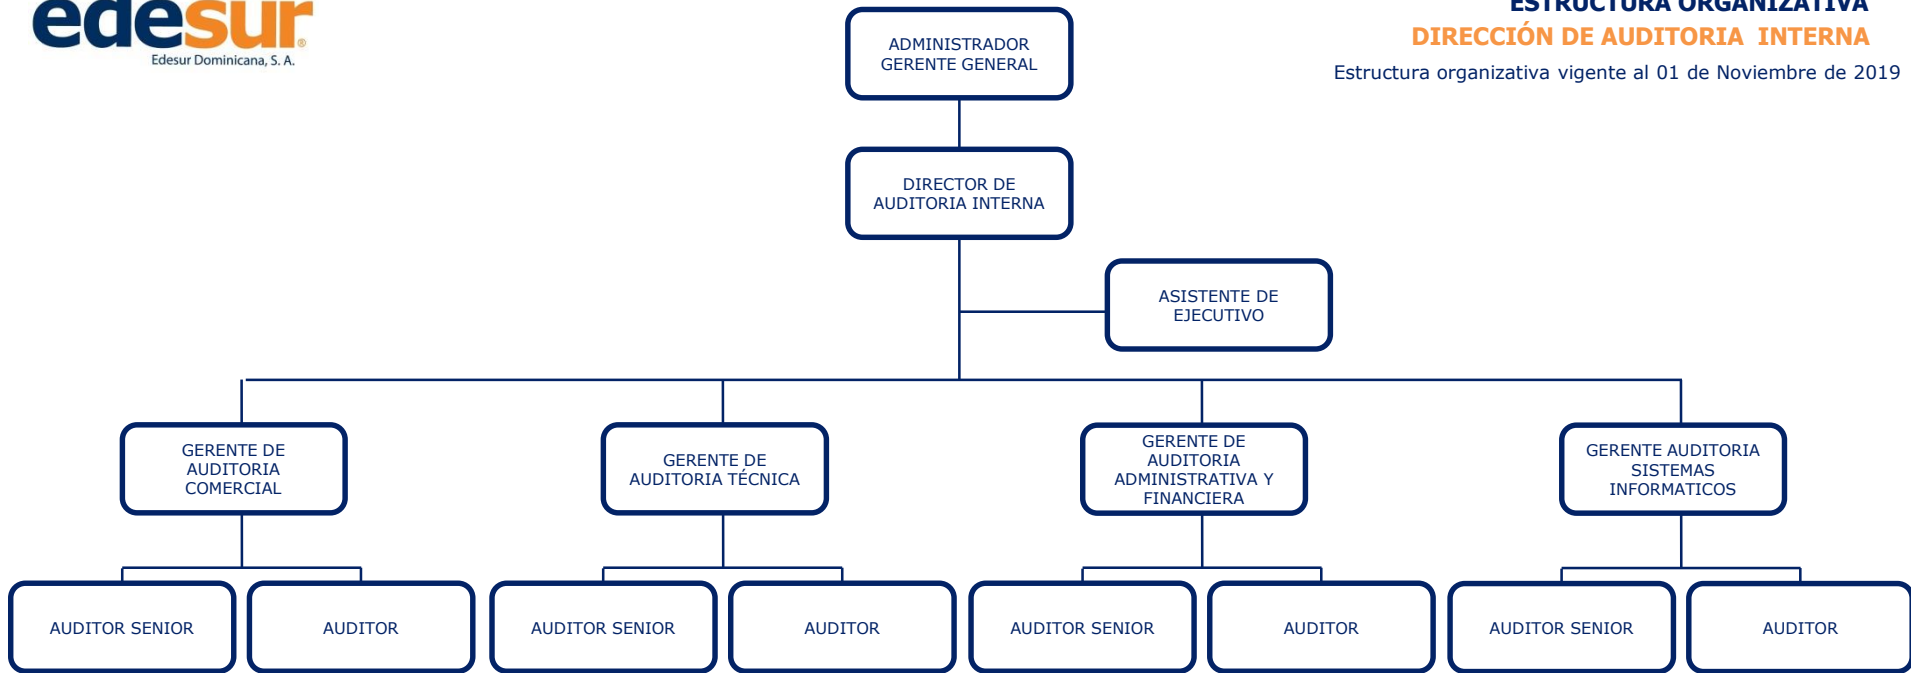 edesur
Edesur Dominicana, S. A.
ESTRUCTURA ORGANIZATIVA
DIRECCIÓN DE AUDITORIA INTERNA
Estructura organizativa vigente al 01 de Noviembre de 2019
ADMINISTRADOR
GERENTE GENERAL
DIRECTOR DE
AUDITORIA INTERNA
ASISTENTE DE
EJECUTIVO
GERENTE DE
AUDITORIA
COMERCIAL
GERENTE DE
AUDITORIA TÉCNICA
GERENTE DE
AUDITORIA
ADMINISTRATIVA Y
FINANCIERA
GERENTE AUDITORIA
SISTEMAS
INFORMATICOS
AUDITOR SENIOR
AUDITOR
AUDITOR SENIOR
AUDITOR
AUDITOR SENIOR
AUDITOR
AUDITOR SENIOR
AUDITOR